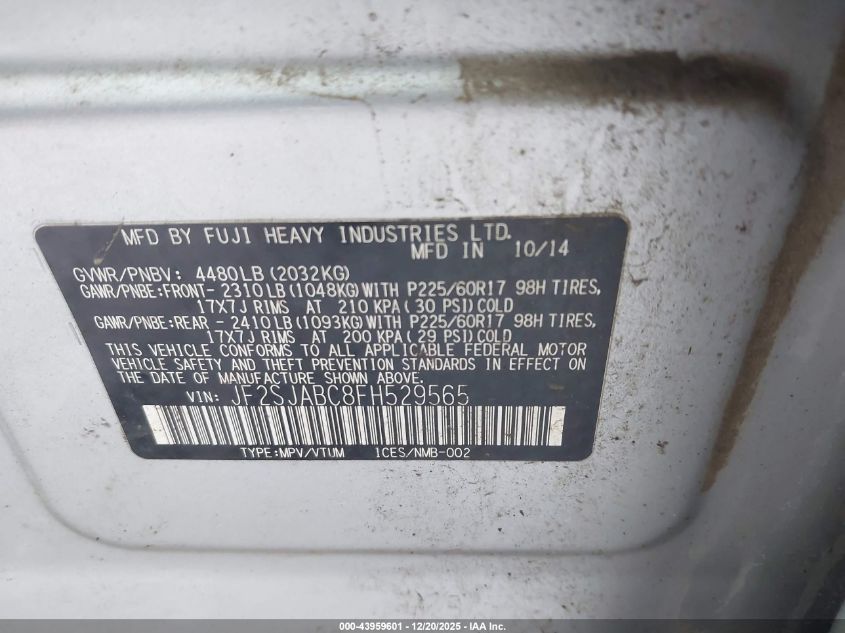 MFD BY FUJI HEAVY INDUSTRIES LTD.
MFD IN 10/14
GVWR/PNBV: 4480LB(2032KG)
GAWR/PNBE:FRONT- 2310LB(1048KG)WITH P225/60R17 98H TIRES,
17X7J RIMS AT 210 KPA(30 PSI)COLD
GAWR/PNBE:REAR - 2410LB(1093KG)WITH P225/60R17 98H TIRES,
17X7J RIMS AT 200 KPA(29 PSI)COLD
THIS VEHICLE CONFORMS TO ALL APPLICABLE FEDERAL MOTOR
VEHICLE SAFETY AND THEFT PREVENTION STANDARDS IN EFFECT ON
THE DATE OF MANUFACTURE SHOWN ABOVE.
VIN: JF2SJABC8FH529565
TYPE:MPV/VTUM ICES/NMB-002
000-43959601 - 12/20/2025 - IAA Inc.